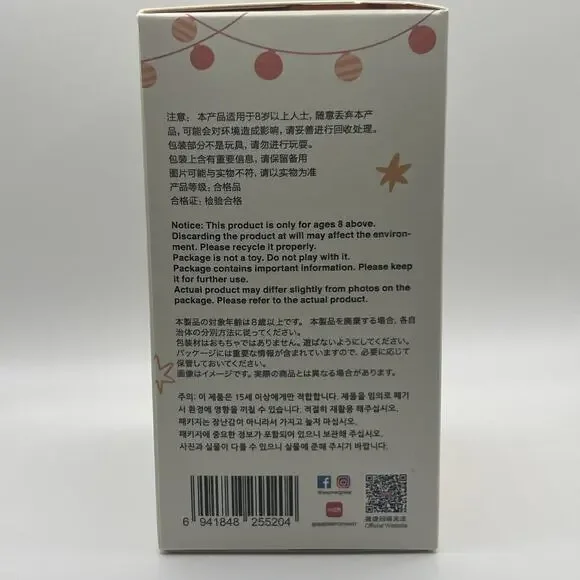 注意: 本产品适用于8岁以上人士, 随意丢弃本产
品, 可能会对环境造成影响, 请妥善进行回收处理。
包装部分不是玩具, 请勿进行玩耍。
包装上含有重要信息, 请保留备用
图片可能与实物不符, 请以实物为准
产品等级: 合格品
合格证: 检验合格
Notice: This product is only for ages 8 above.
Discarding the product at will may affect the environ-
ment. Please recycle it properly.
Package is not a toy. Do not play with it.
Package contains important information. Please keep
it for further use.
Actual product may differ slightly from photos on the
package. Please refer to the actual product.
本製品の対象年齢は8歳以上です。 本製品を廃棄する場合, 各自
治体の分別方法に従ってください。
包装材はおもちゃではありません。遊ばないようにしてください。
パッケージには重要な情報が含まれていますので, 必要に応じて
保管しておいてください。
画像はイメージです。実際の商品とは異なる場合があります。
주의: 이 제품은 15세 이상에게만 적합합니다. 제품을 임의로 폐기
시 환경에 영향을 끼칠 수 있습니다. 적절히 재활용 해주십시오.
패키지는 장난감이 아니라서 가지고 놀지 마십시오.
패키지에 중요한 정보가 포함되어 있으니 보관해 주십시오.
사진과 실물이 다를 수 있으니 실물에 준해 주시기 바랍니다.
6 941848 255204
Official Website